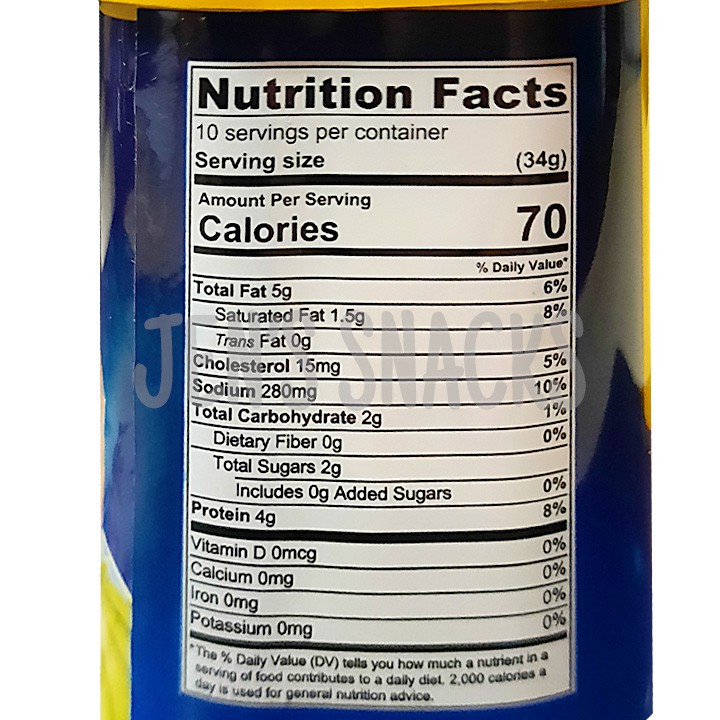 Nutrition Facts
10 servings per container
Serving size (34g)
Amount Per Serving
Calories 70
% Daily Value*
Total Fat 5g 6%
Saturated Fat 1.5g 8%
Trans Fat 0g
JEN'S SNACKS
Cholesterol 15mg 5%
Sodium 280mg 10%
Total Carbohydrate 2g 1%
Dietary Fiber 0g 0%
Total Sugars 2g
Includes 0g Added Sugars 0%
Protein 4g 8%
Vitamin D 0mcg 0%
Calcium 0mg 0%
Iron 0mg 0%
Potassium 0mg 0%
*The % Daily Value (DV) tells you how much a nutrient in a
serving of food contributes to a daily diet. 2,000 calories a
day is used for general nutrition advice.